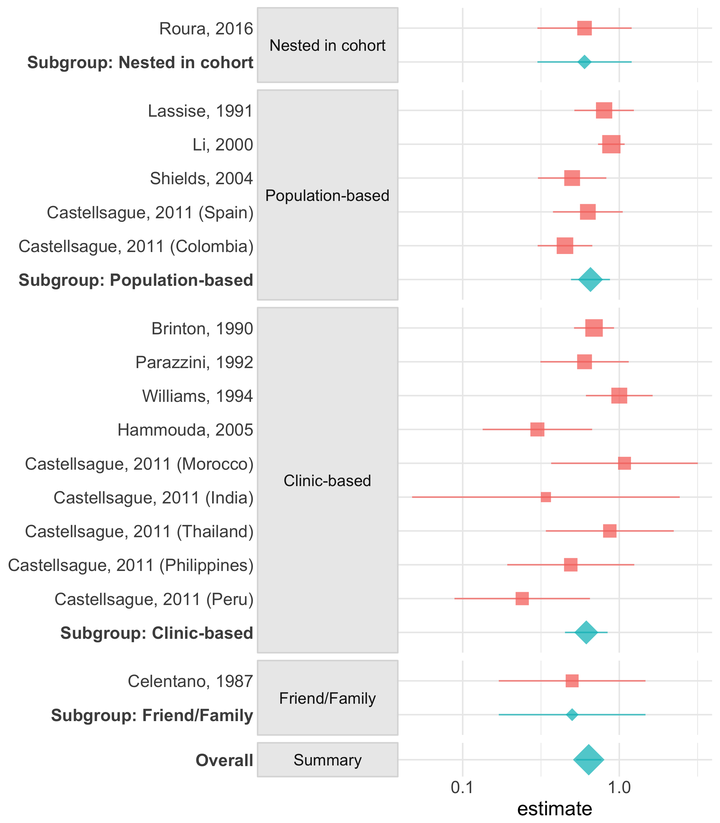 Roura, 2016
Nested in cohort
Subgroup: Nested in cohort
Lassise, 1991
Li, 2000
Shields, 2004
Population-based
Castellsague, 2011 (Spain)
Castellsague, 2011 (Colombia)
Subgroup: Population-based
Brinton, 1990
Parazzini, 1992
Williams, 1994
Hammouda, 2005
Castellsague, 2011 (Morocco)
Clinic-based
Castellsague, 2011 (India)
Castellsague, 2011 (Thailand)
Castellsague, 2011 (Philippines)
Castellsague, 2011 (Peru)
Subgroup: Clinic-based
Celentano, 1987
Friend/Family
Subgroup: Friend/Family
Overall
Summary
0.1
1.0
estimate